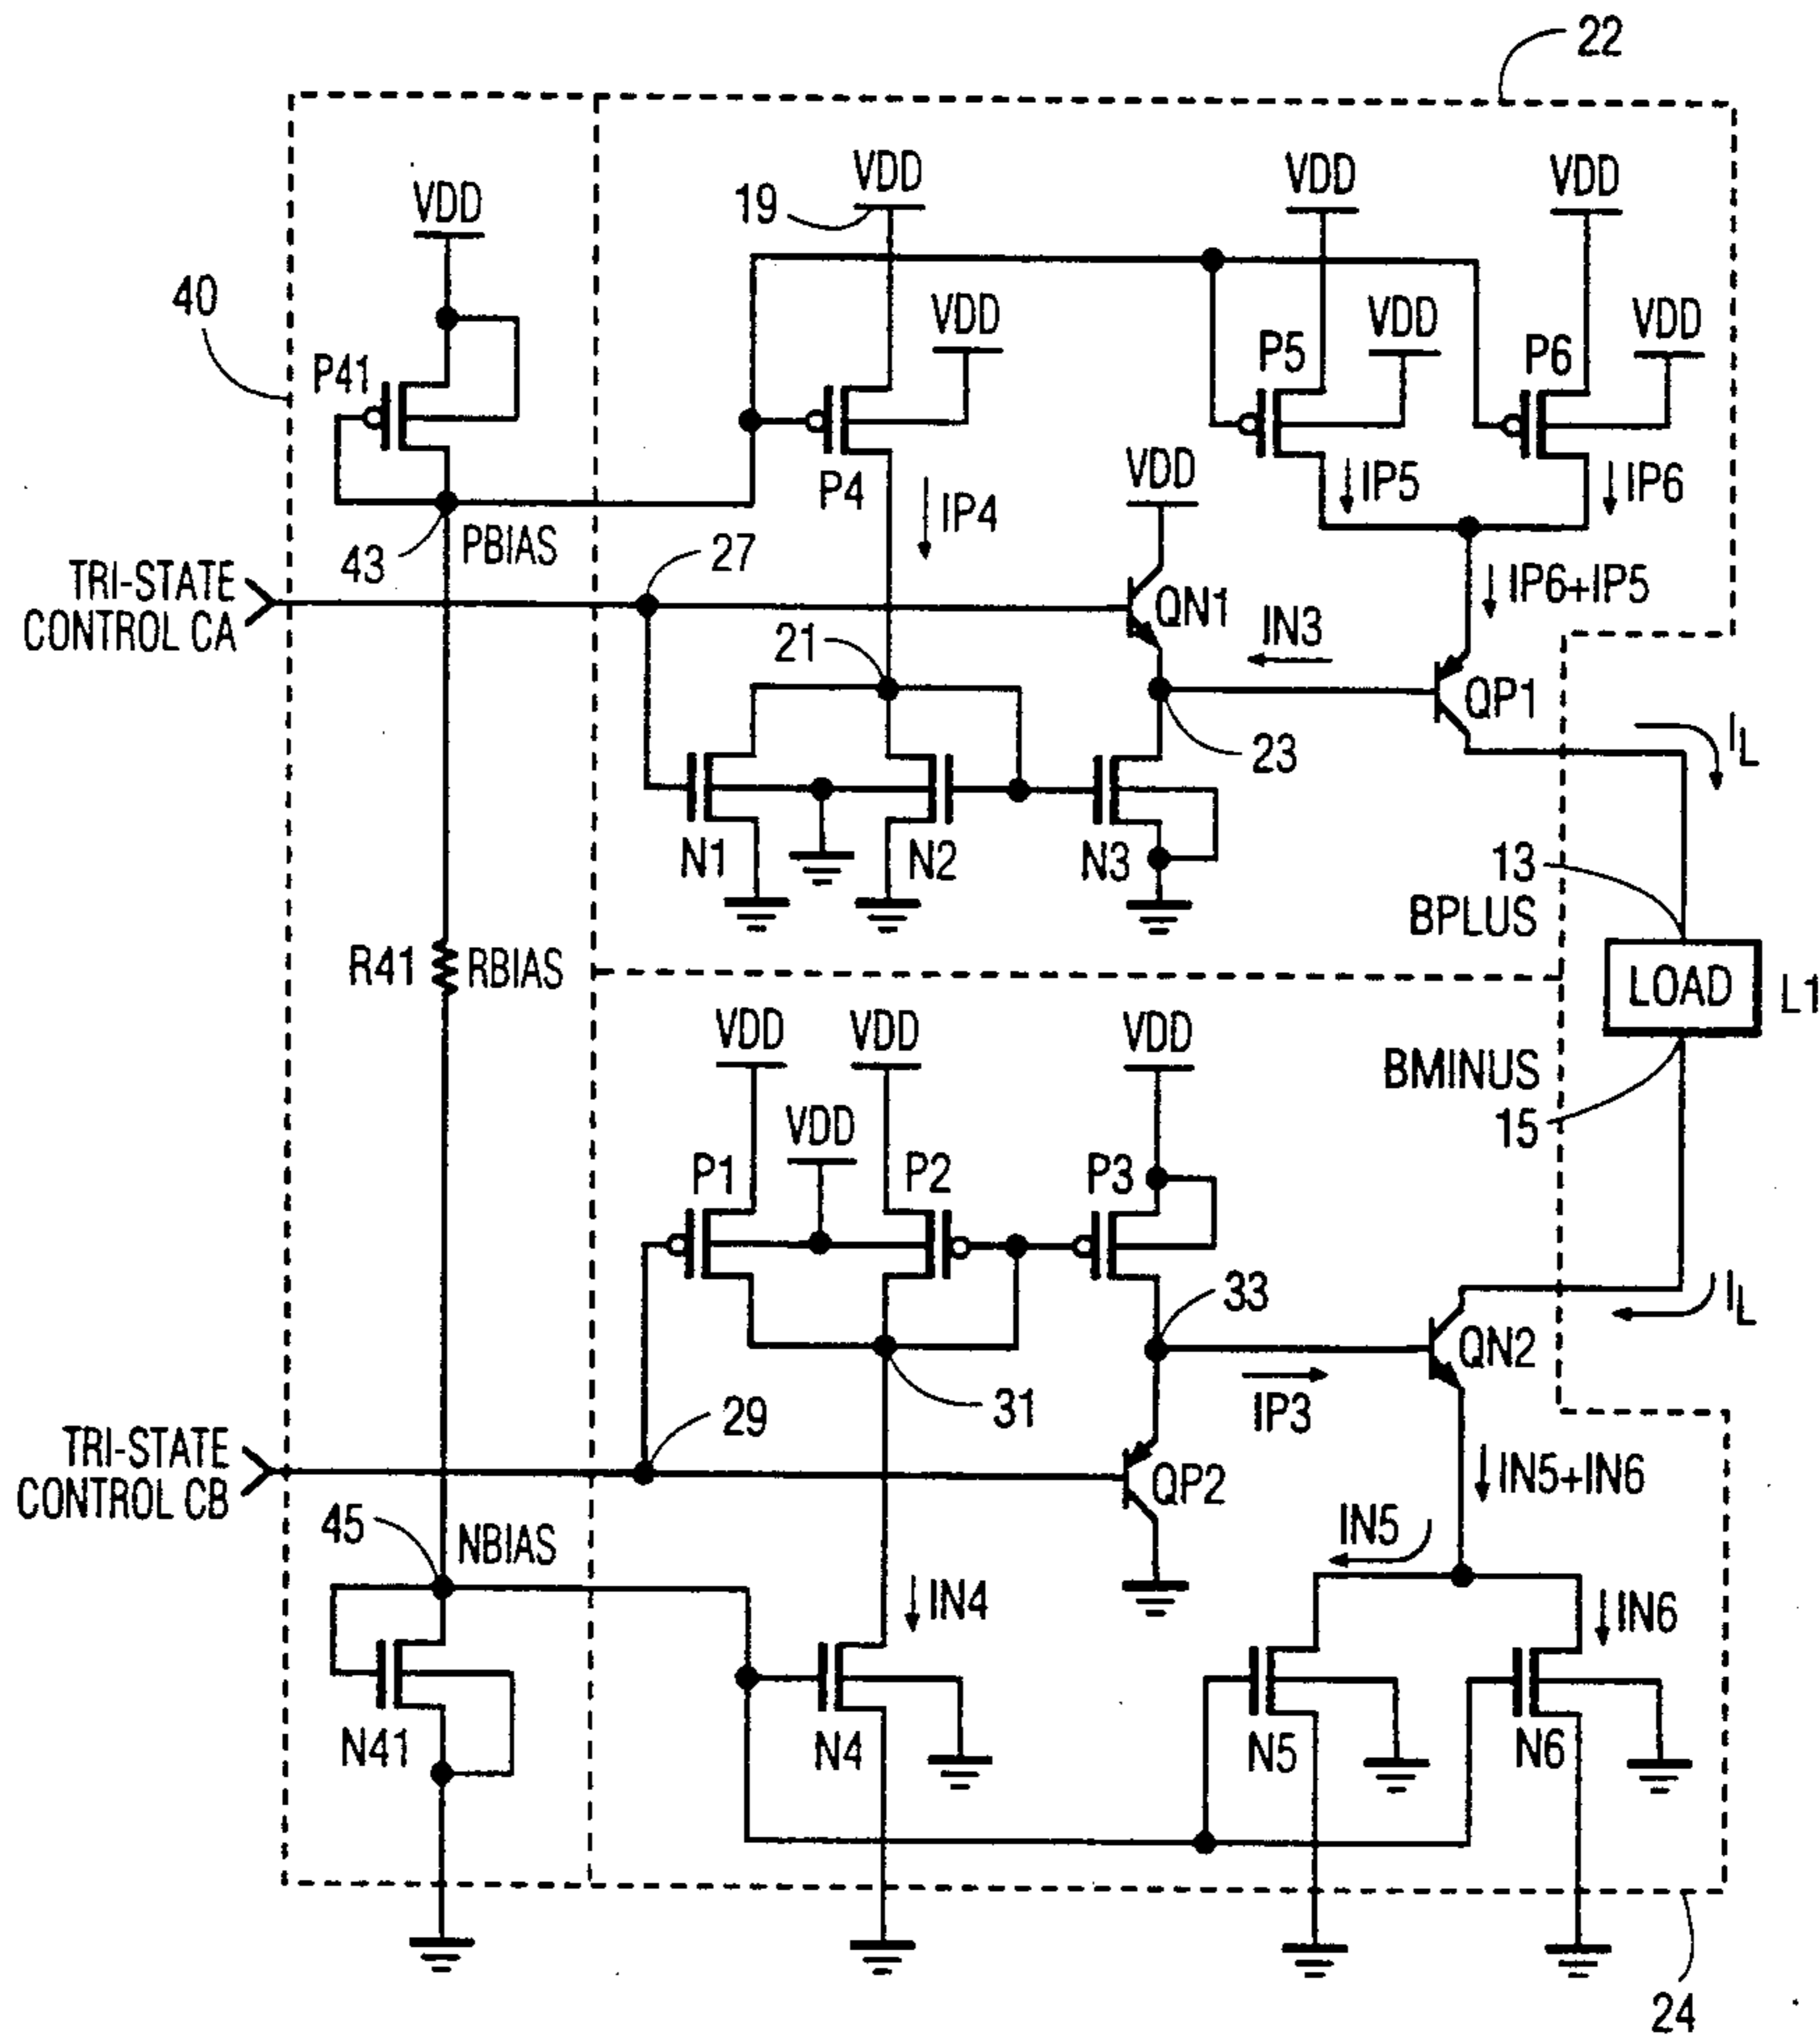 22
VDD
VDD
VDD
VDD
19
40
VDD
VDD
VDD
P41
P5
P6
P4
VDD
IP5
IP6
IP4
43
PBIAS
27
TRI-STATE
CONTROL CA
QN1
IP6+IP5
21
IN3
QP1
23
IL
N1
N2
N3
13
BPLUS
R41
RBIAS
LOAD
L1
VDD
VDD
VDD
BMINUS
VDD
15
P1
P2
P3
33
IL
QN2
29
31
IP3
TRI-STATE
CONTROL CB
QP2
IN5+IN6
45
NBIAS
IN5
IN4
IN6
N41
N4
N5
N6
24